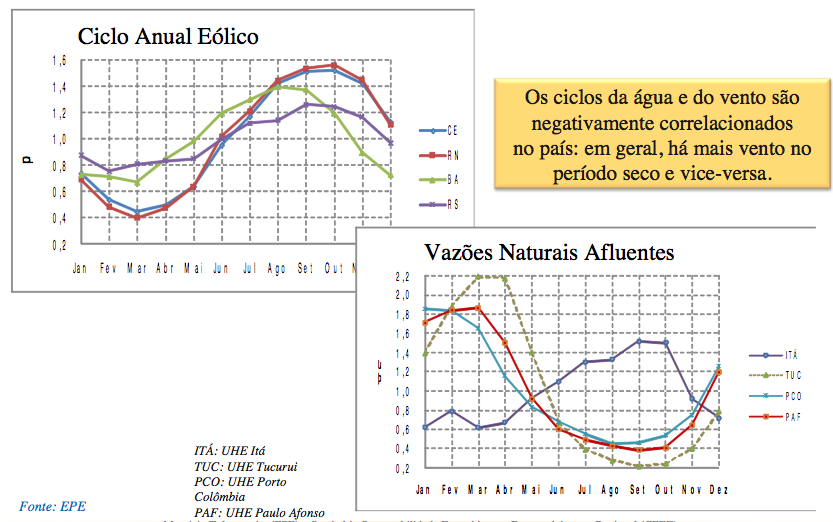 Ciclo Anual Eólico
1,6
1,4
1,2
1,0
0,8
0,6
0,4
0,2
p
Jan Fev Mar Abr Mai Jun Jul Ago Set Out
CE
RN
BA
RS
Os ciclos da água e do vento são
negativamente correlacionados
no país: em geral, há mais vento no
período seco e vice-versa.
Vazões Naturais Afluentes
2,2
2,0
1,8
1,6
1,4
1,2
1,0
0,8
0,6
0,4
0,2
Jan Fev Mar Abr Mai Jun Jul Ago Set Out Nov Dez
ITÁ
TUC
PCO
PAF
ITÁ: UHE Itá
TUC: UHE Tucurui
PCO: UHE Porto
Colômbia
PAF: UHE Paulo Afonso
Fonte: EPE